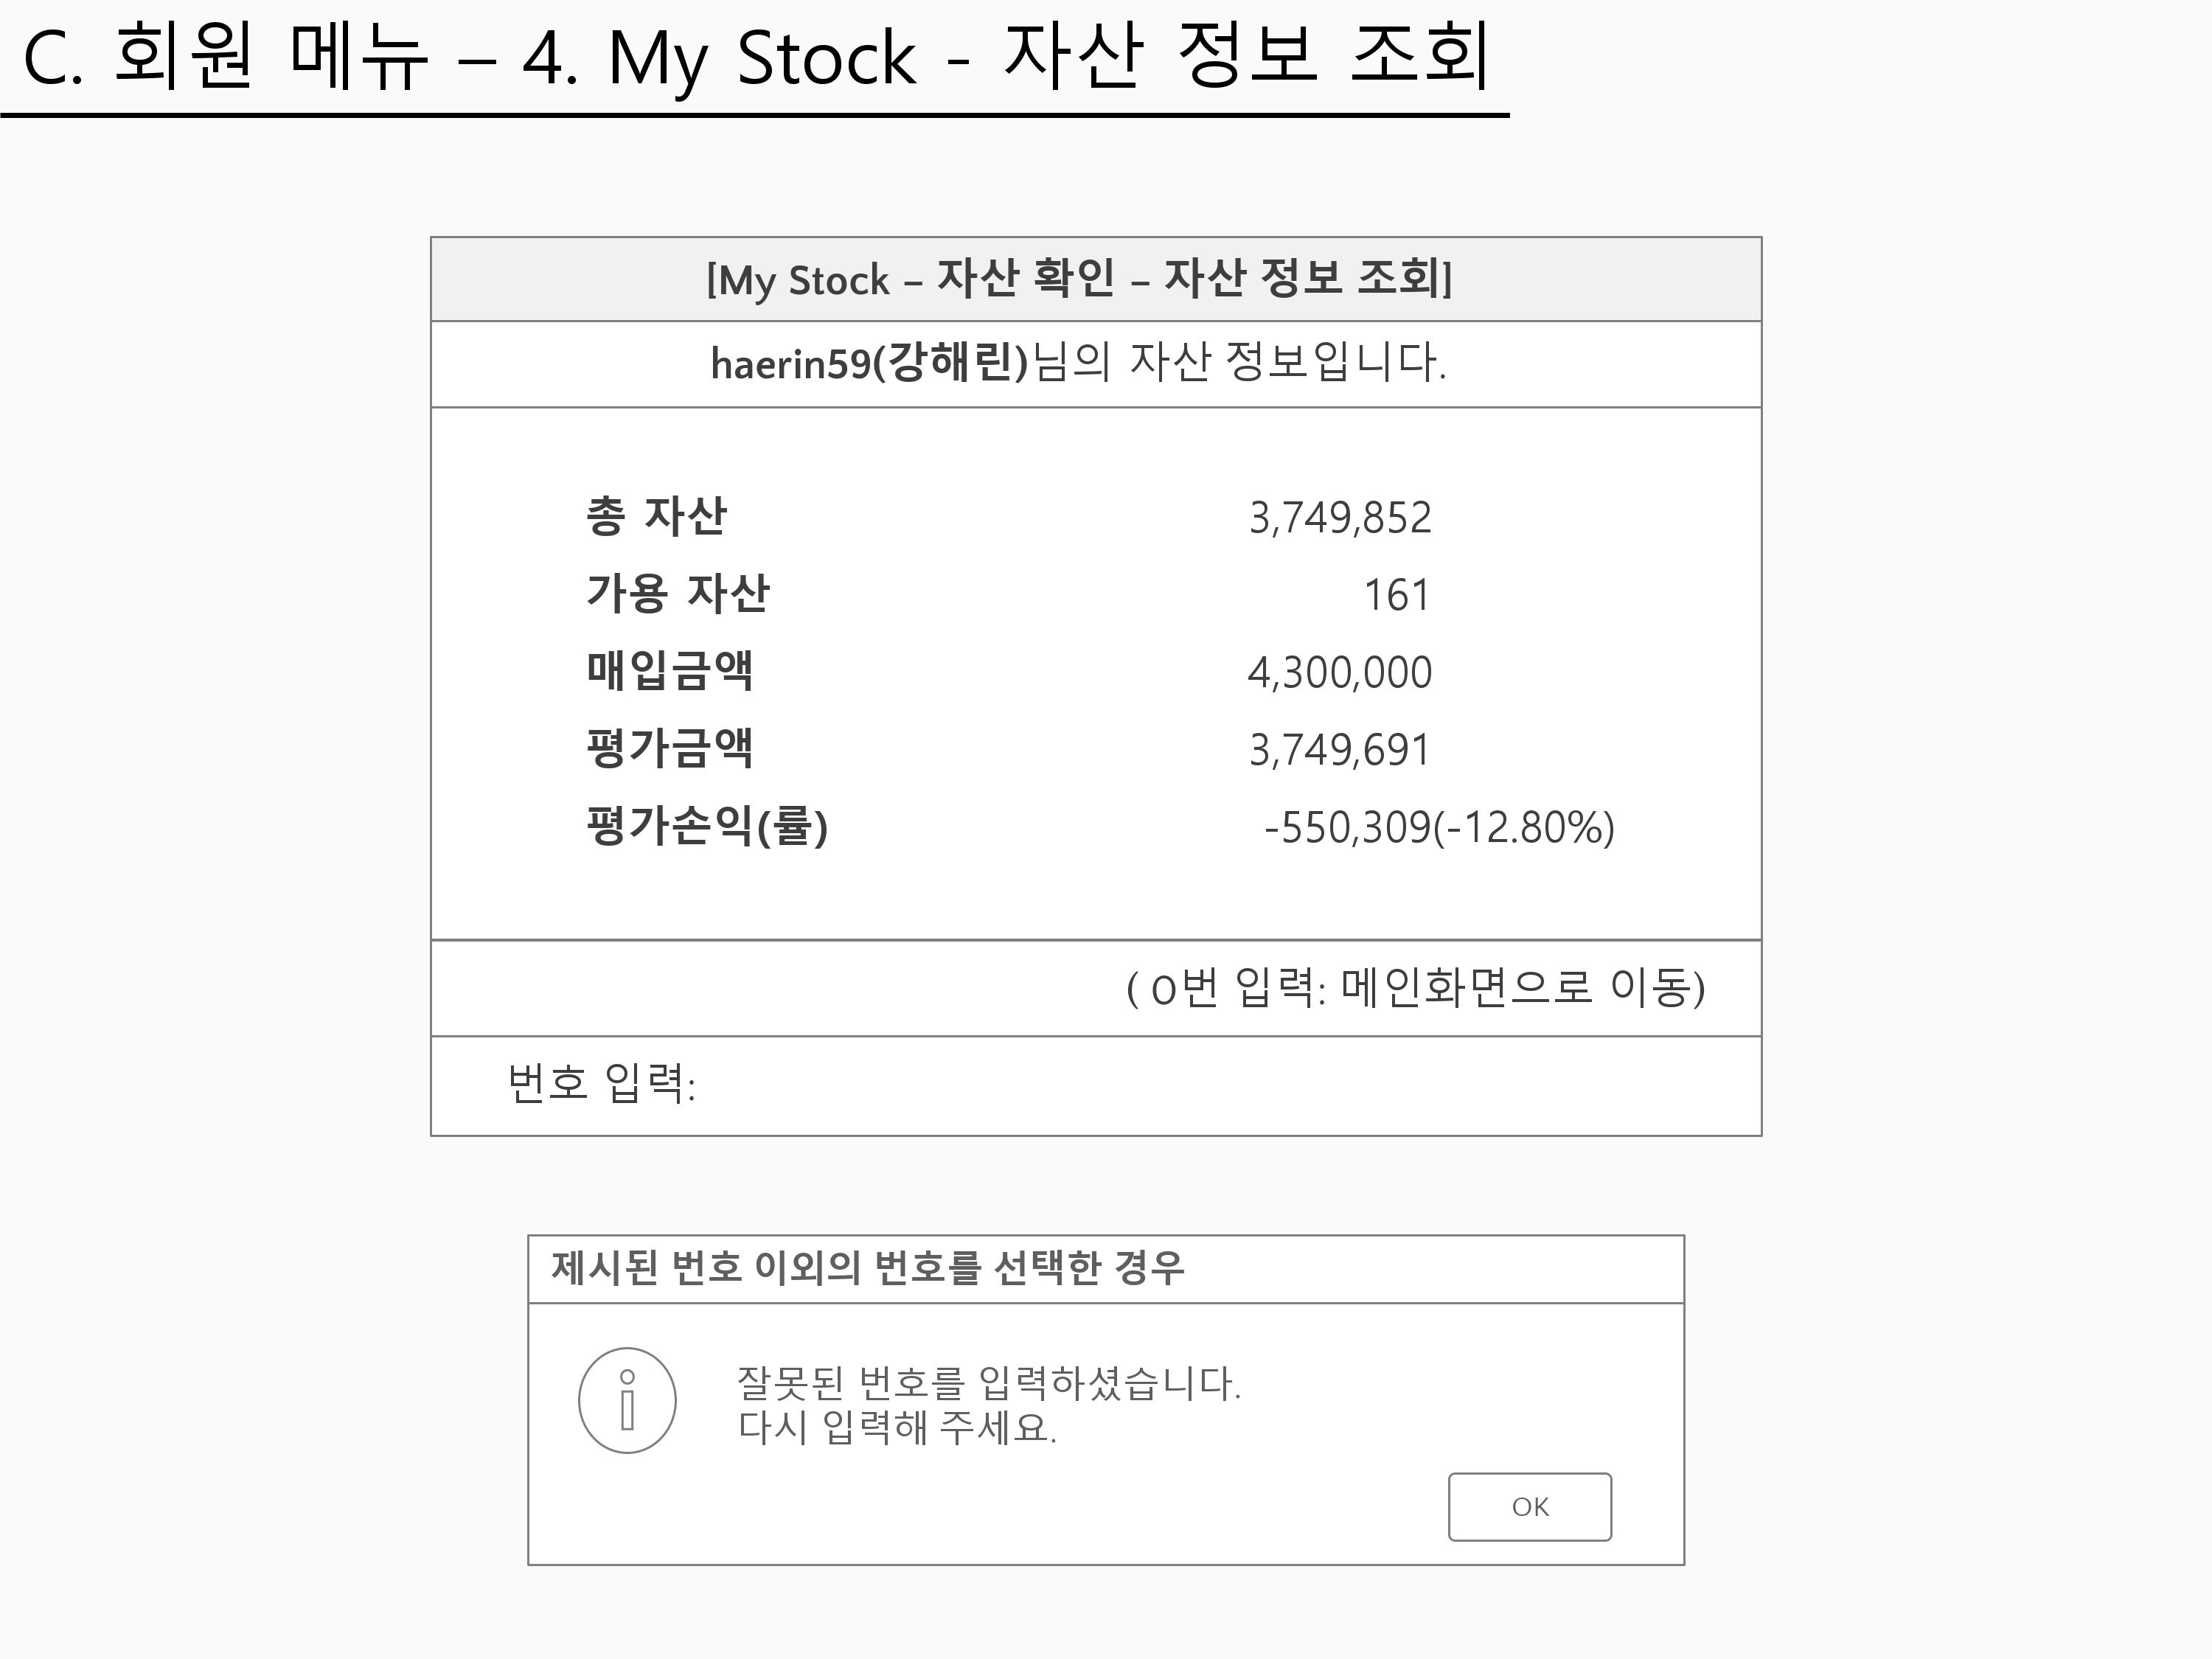 C. 회원 메뉴 – 4. My Stock - 자산 정보 조회
[My Stock – 자산 확인 – 자산 정보 조회]
haerin59(강해린)님의 자산 정보입니다.
총 자산 3,749,852
가용 자산 161
매입금액 4,300,000
평가금액 3,749,691
평가손익(률) -550,309(-12.80%)
( 0번 입력: 메인화면으로 이동)
번호 입력:
제시된 번호 이외의 번호를 선택한 경우
잘못된 번호를 입력하셨습니다.
다시 입력해 주세요.
OK